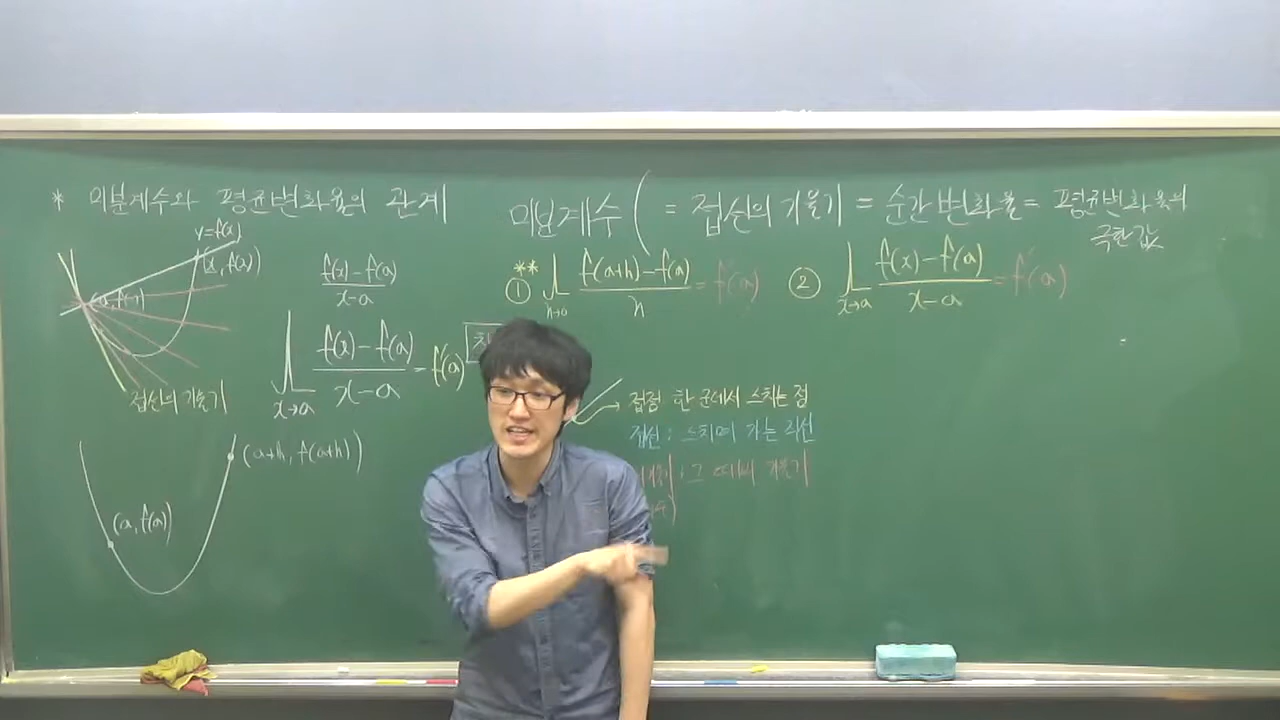 * 미분계수와 평균변화율의 관계
y=f(x)
(x, f(x))
접선의 기울기
f(x)-f(a)
x-a
lim x→a f(x)-f(a) / x-a = f'(a)
(a, f(a))
(a+h, f(a+h))
미분계수 ( = 접선의 기울기 = 순간변화율 = 평균변화율의
극한값
** ① lim h→0 f(a+h)-f(a) / h = f'(a) ② lim x→a f(x)-f(a) / x-a = f'(a)
접점 한 군데서 스치는 점
접선 : 스치며 가는 직선
: 그 때의 기울기